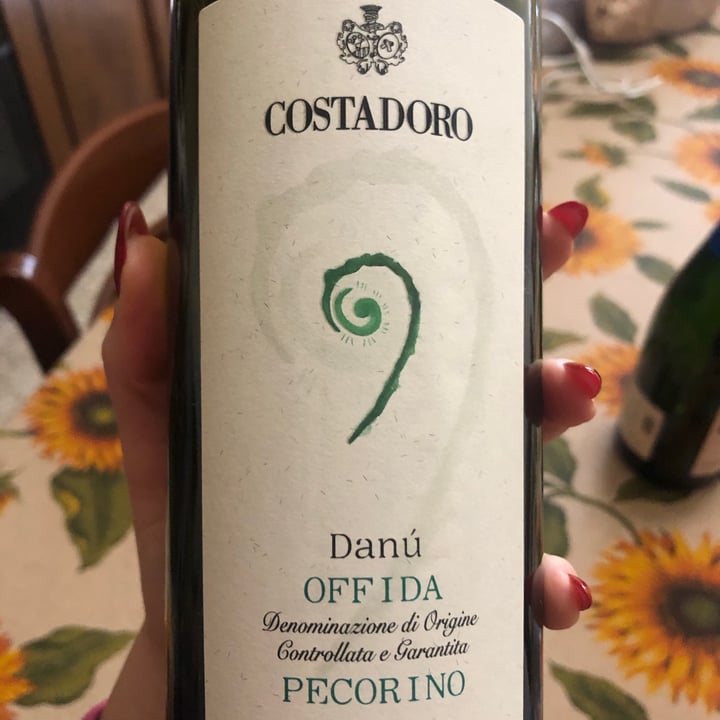 COSTADORO
Danú
OFFIDA
Denominazione di Origine
Controllata e Garantita
PECORINO